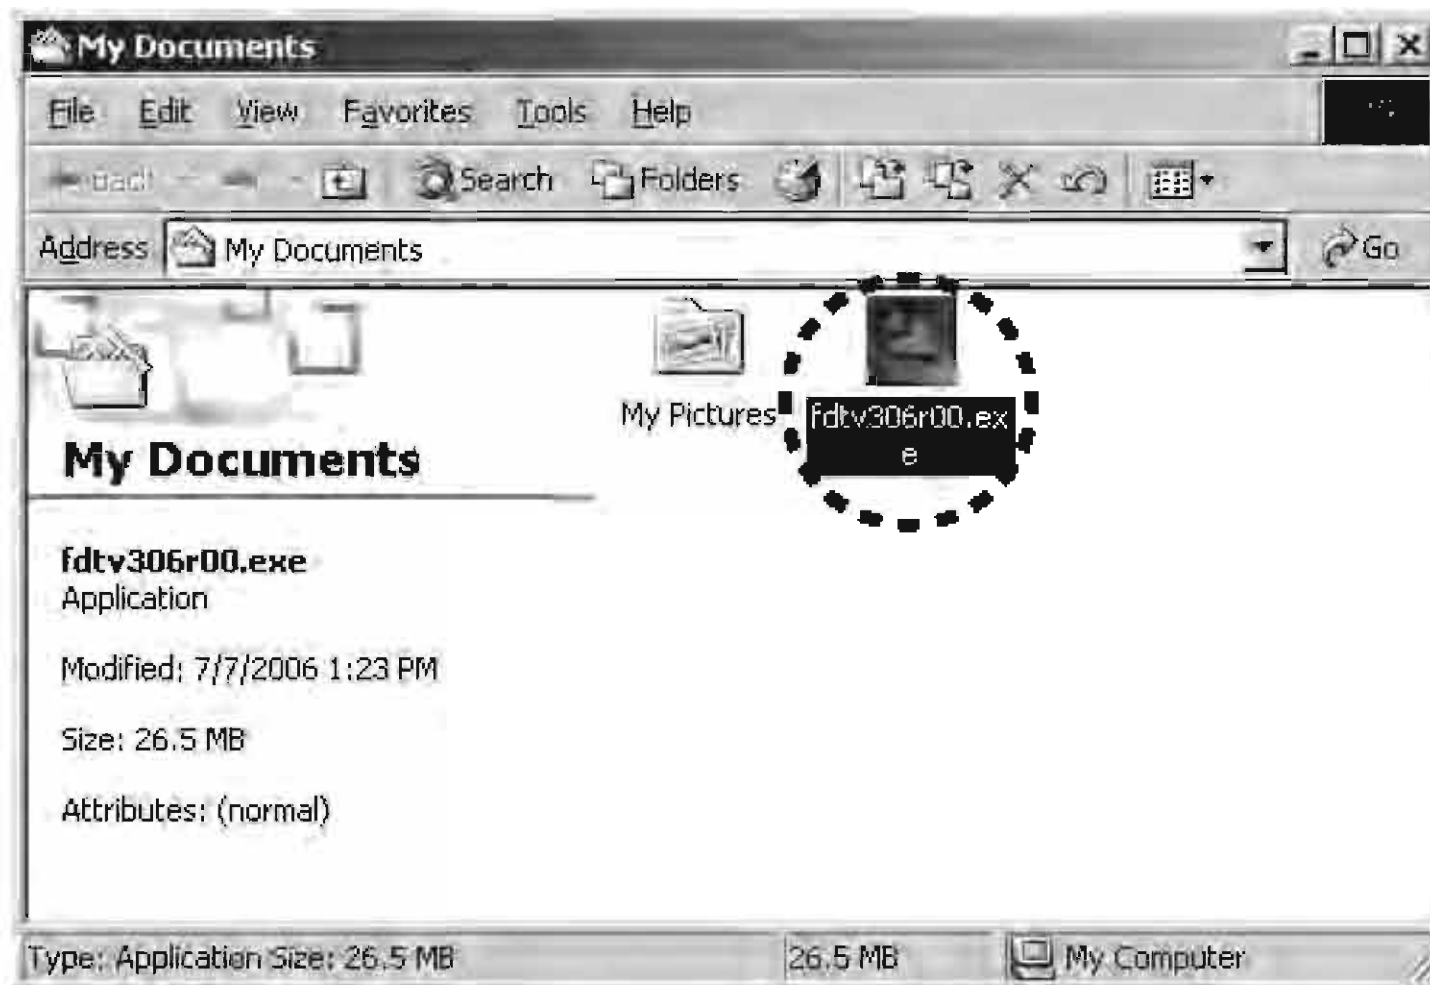 My Documents
File Edit View Favorites Tools Help
Search Folders
Address My Documents Go
My Pictures
fdtv306r00.ex
e
My Documents
fdtv306r00.exe
Application
Modified: 7/7/2006 1:23 PM
Size: 26.5 MB
Attributes: (normal)
Type: Application Size: 26.5 MB 26.5 MB My Computer